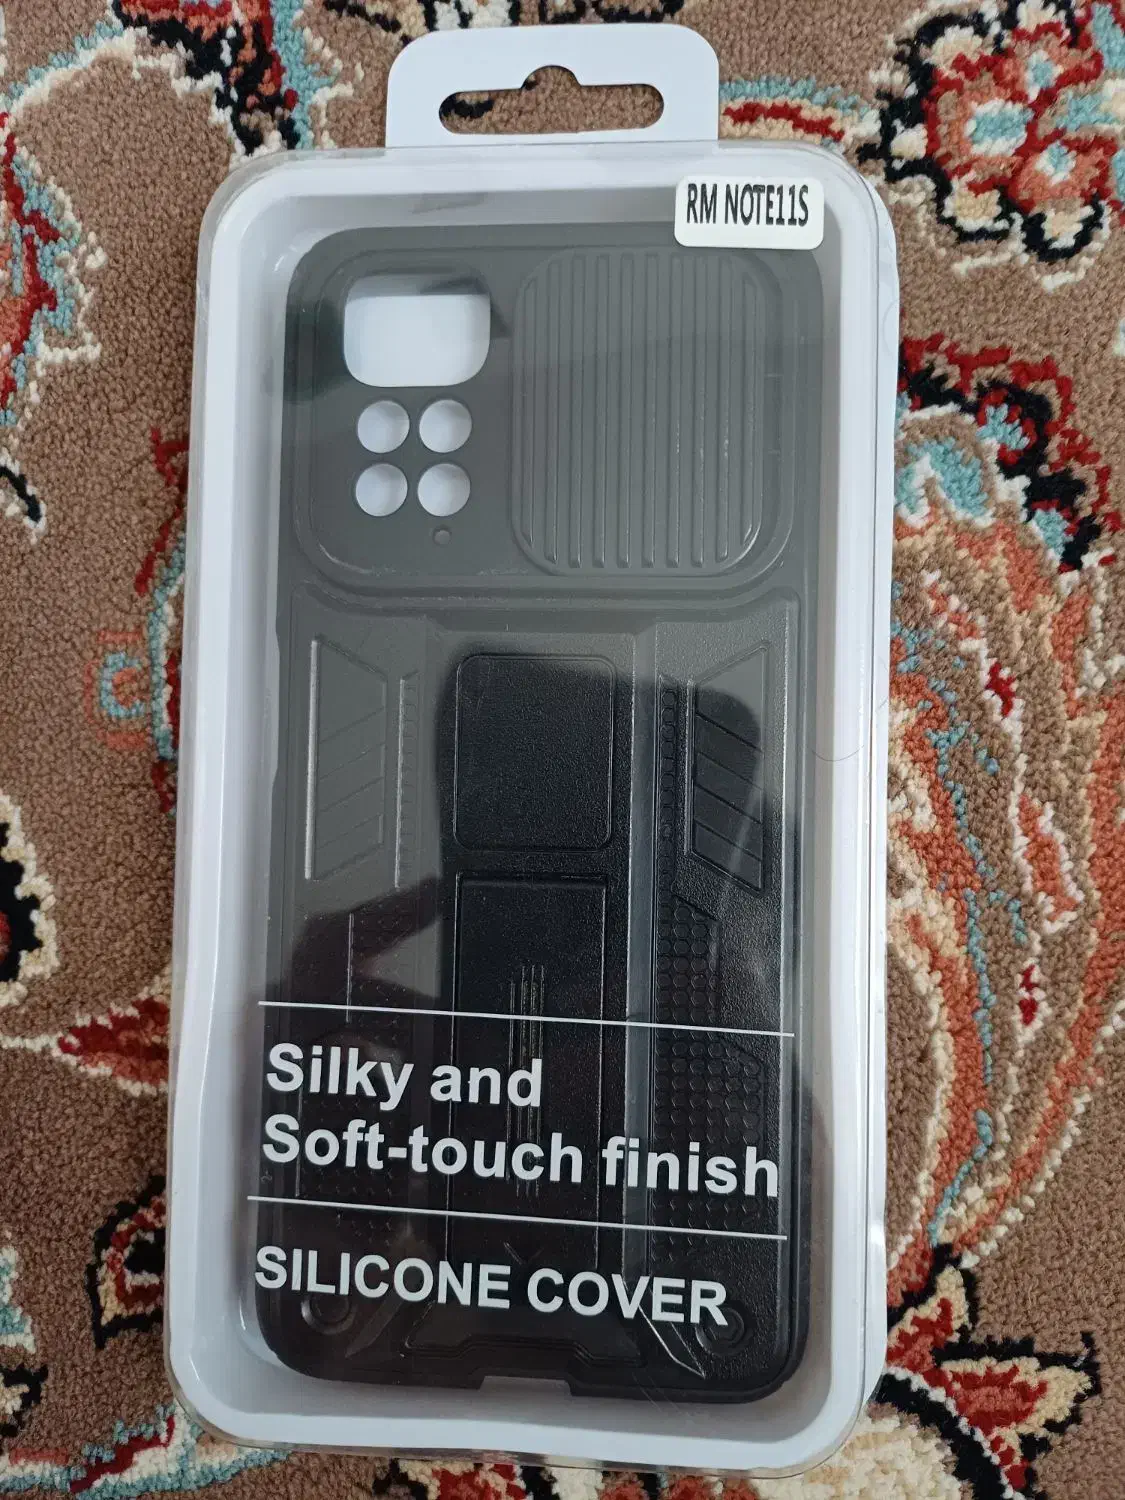 RM NOTE11S
Silky and
Soft-touch finish
SILICONE COVER